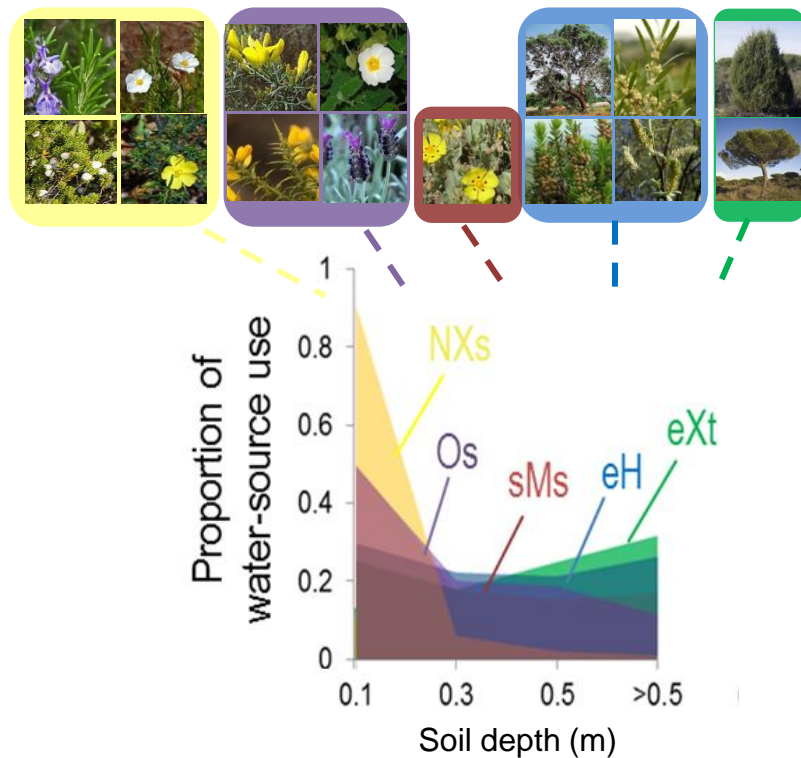 1
0.8
0.6
0.4
0.2
0
Proportion of
water-source use
NXs
Os
sMs
eH
eXt
0.1
0.3
0.5
>0.5
Soil depth (m)